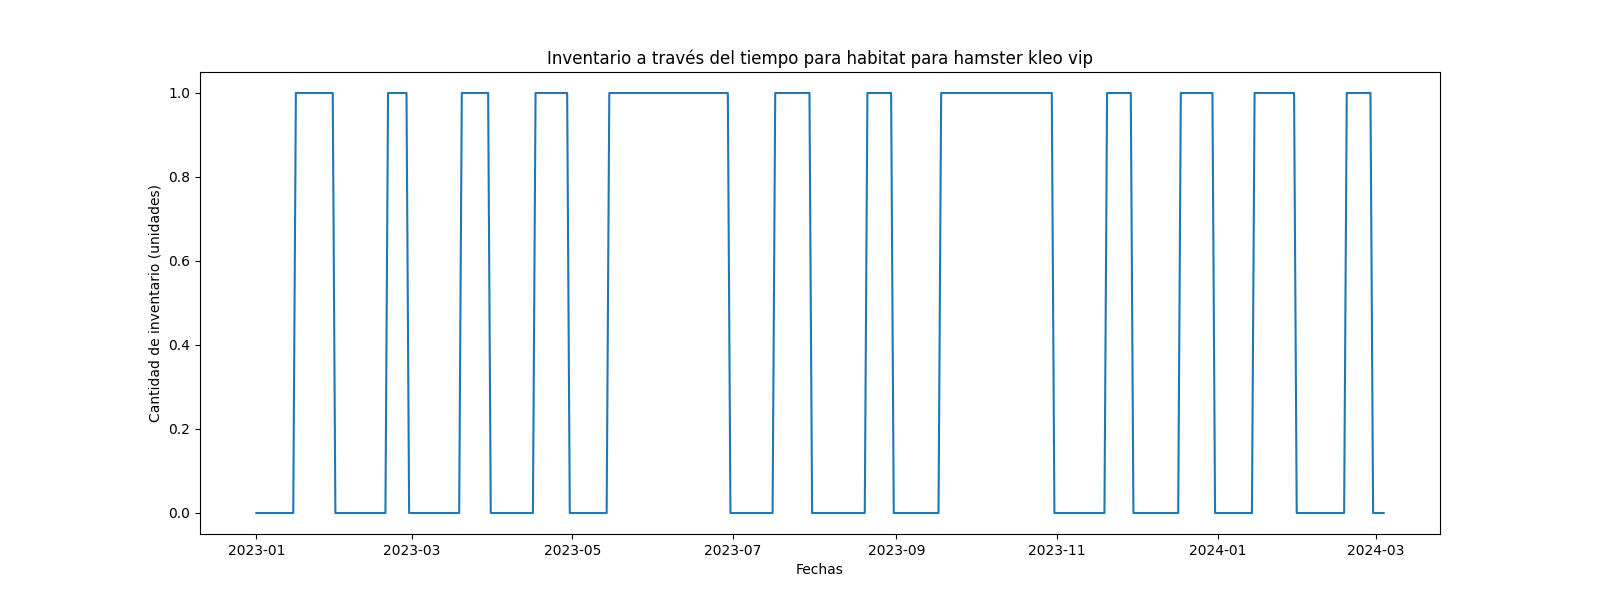 Inventario a través del tiempo para habitat para hamster kleo vip
Cantidad de inventario (unidades)
1.0
0.8
0.6
0.4
0.2
0.0
2023-01 2023-03 2023-05 2023-07 2023-09 2023-11 2024-01 2024-03
Fechas